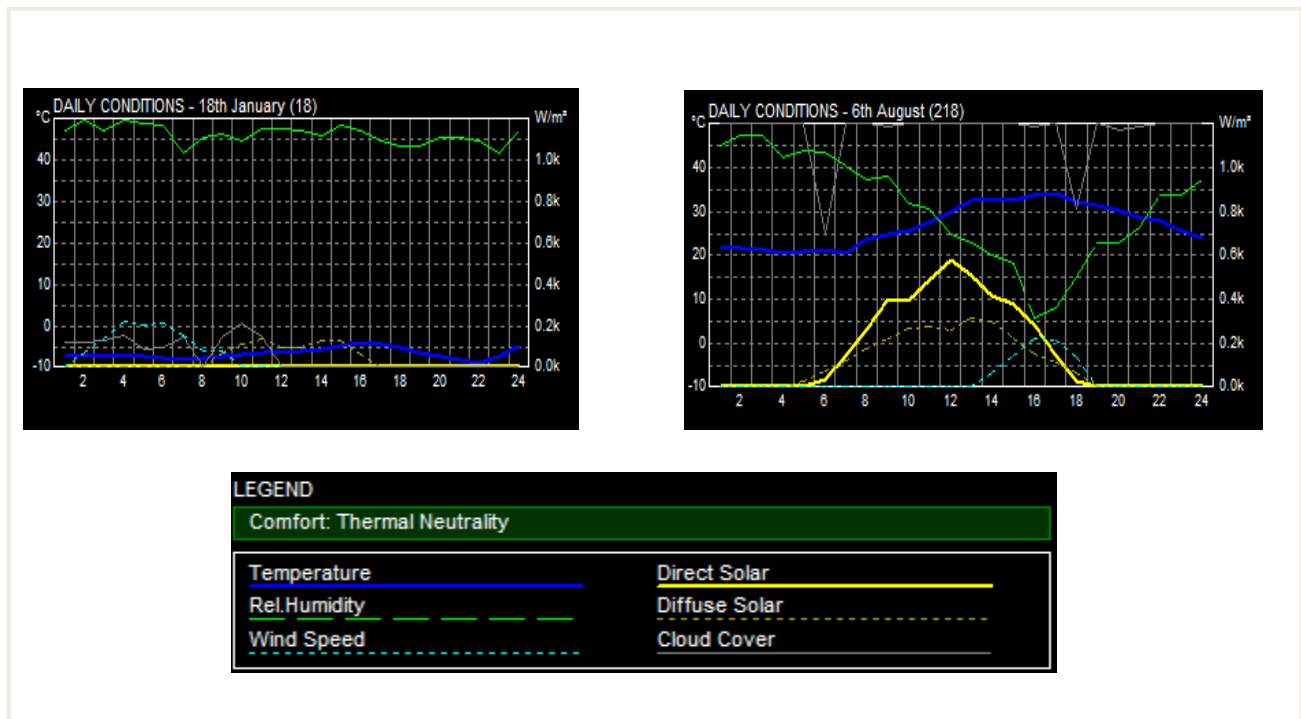 DAILY CONDITIONS - 18th January (18)
°C
W/m²
40
30
20
10
0
-10
1.0k
0.8k
0.6k
0.4k
0.2k
0.0k
2 4 6 8 10 12 14 16 18 20 22 24
DAILY CONDITIONS - 6th August (218)
°C
W/m²
40
30
20
10
0
-10
1.0k
0.8k
0.6k
0.4k
0.2k
0.0k
2 4 6 8 10 12 14 16 18 20 22 24
LEGEND
Comfort: Thermal Neutrality
Temperature
Direct Solar
Rel.Humidity
Diffuse Solar
Wind Speed
Cloud Cover